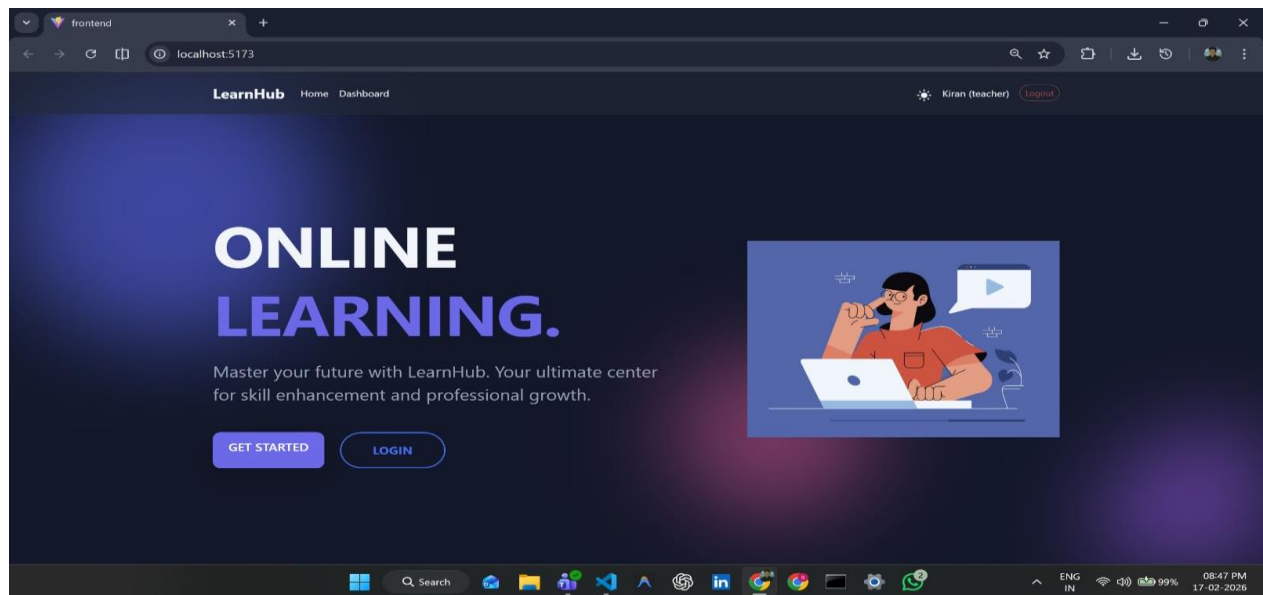 frontend
localhost:5173
LearnHub Home Dashboard Kiran (teacher) Logout
ONLINE
LEARNING.
Master your future with LearnHub. Your ultimate center
for skill enhancement and professional growth.
GET STARTED LOGIN
Search in 2 ENG 99% 08:47 PM
IN 17-02-2026